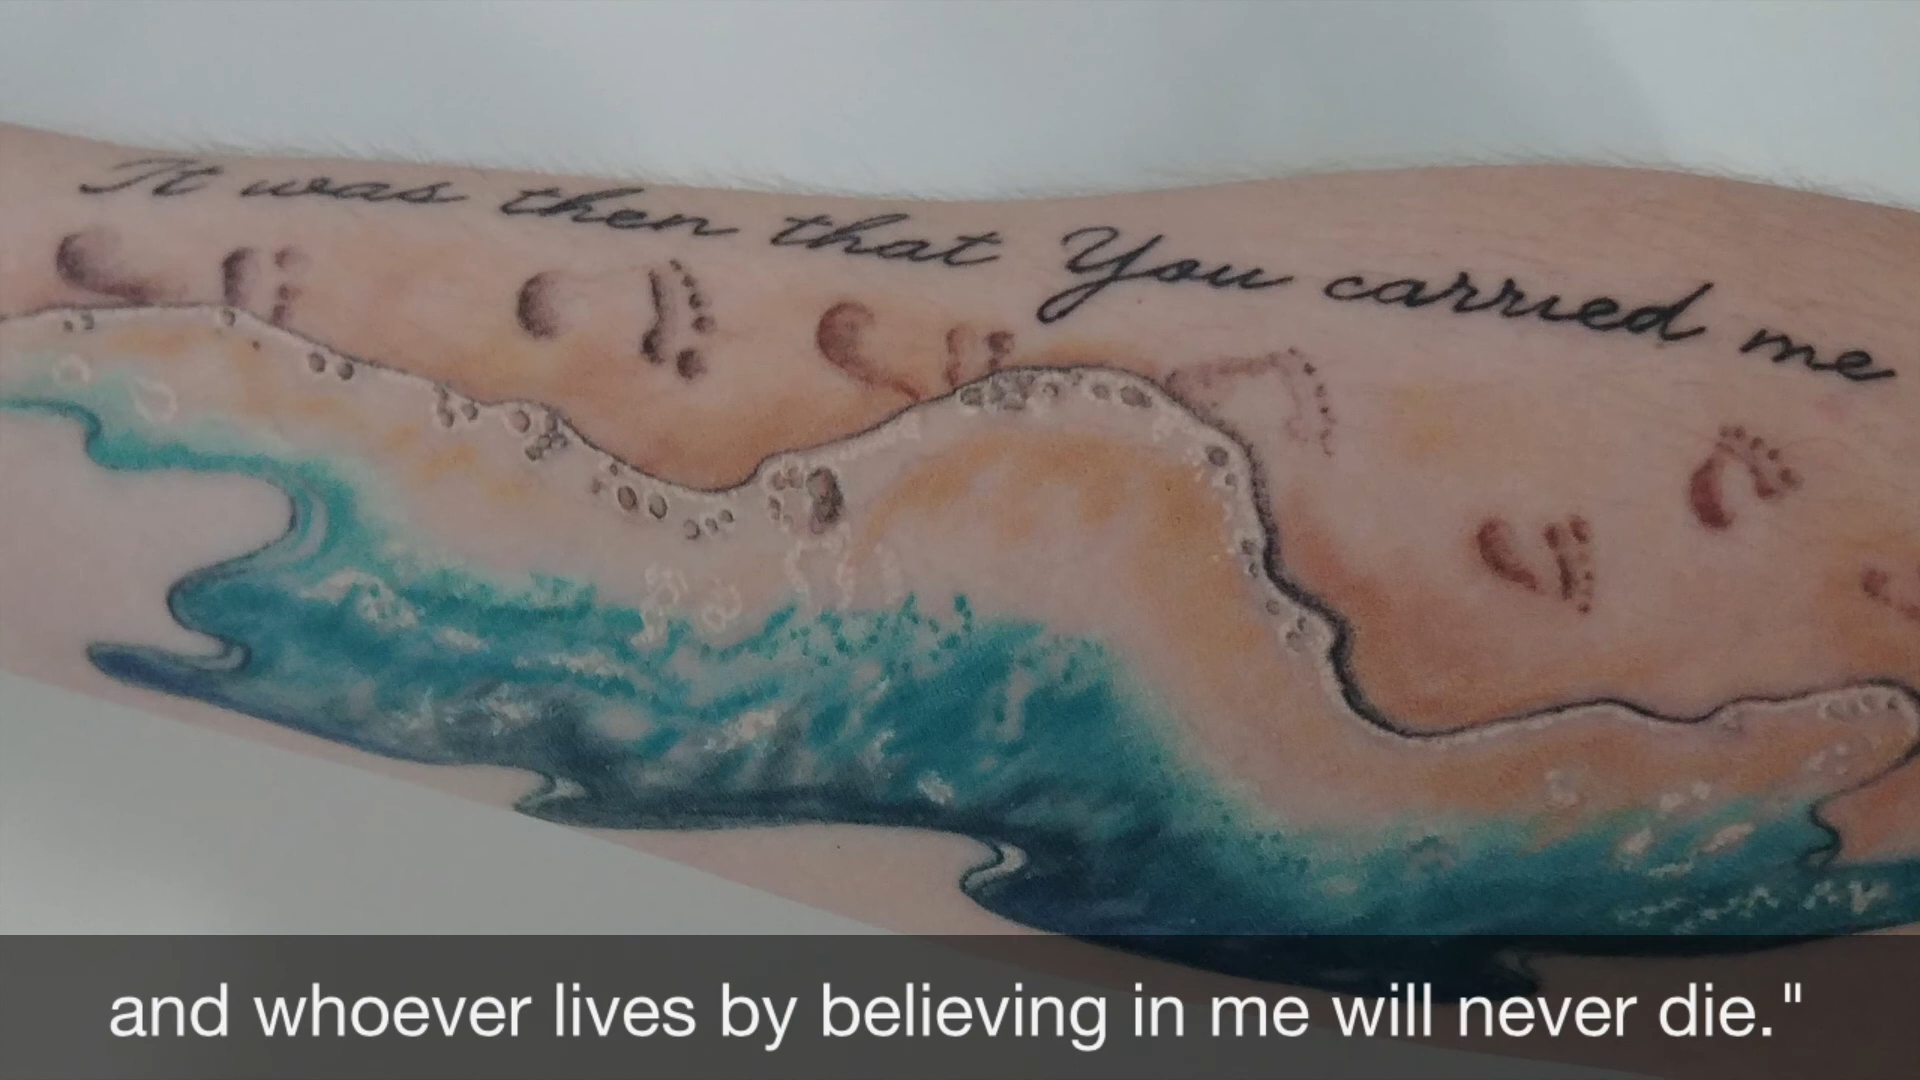 It was then that You carried me
and whoever lives by believing in me will never die."